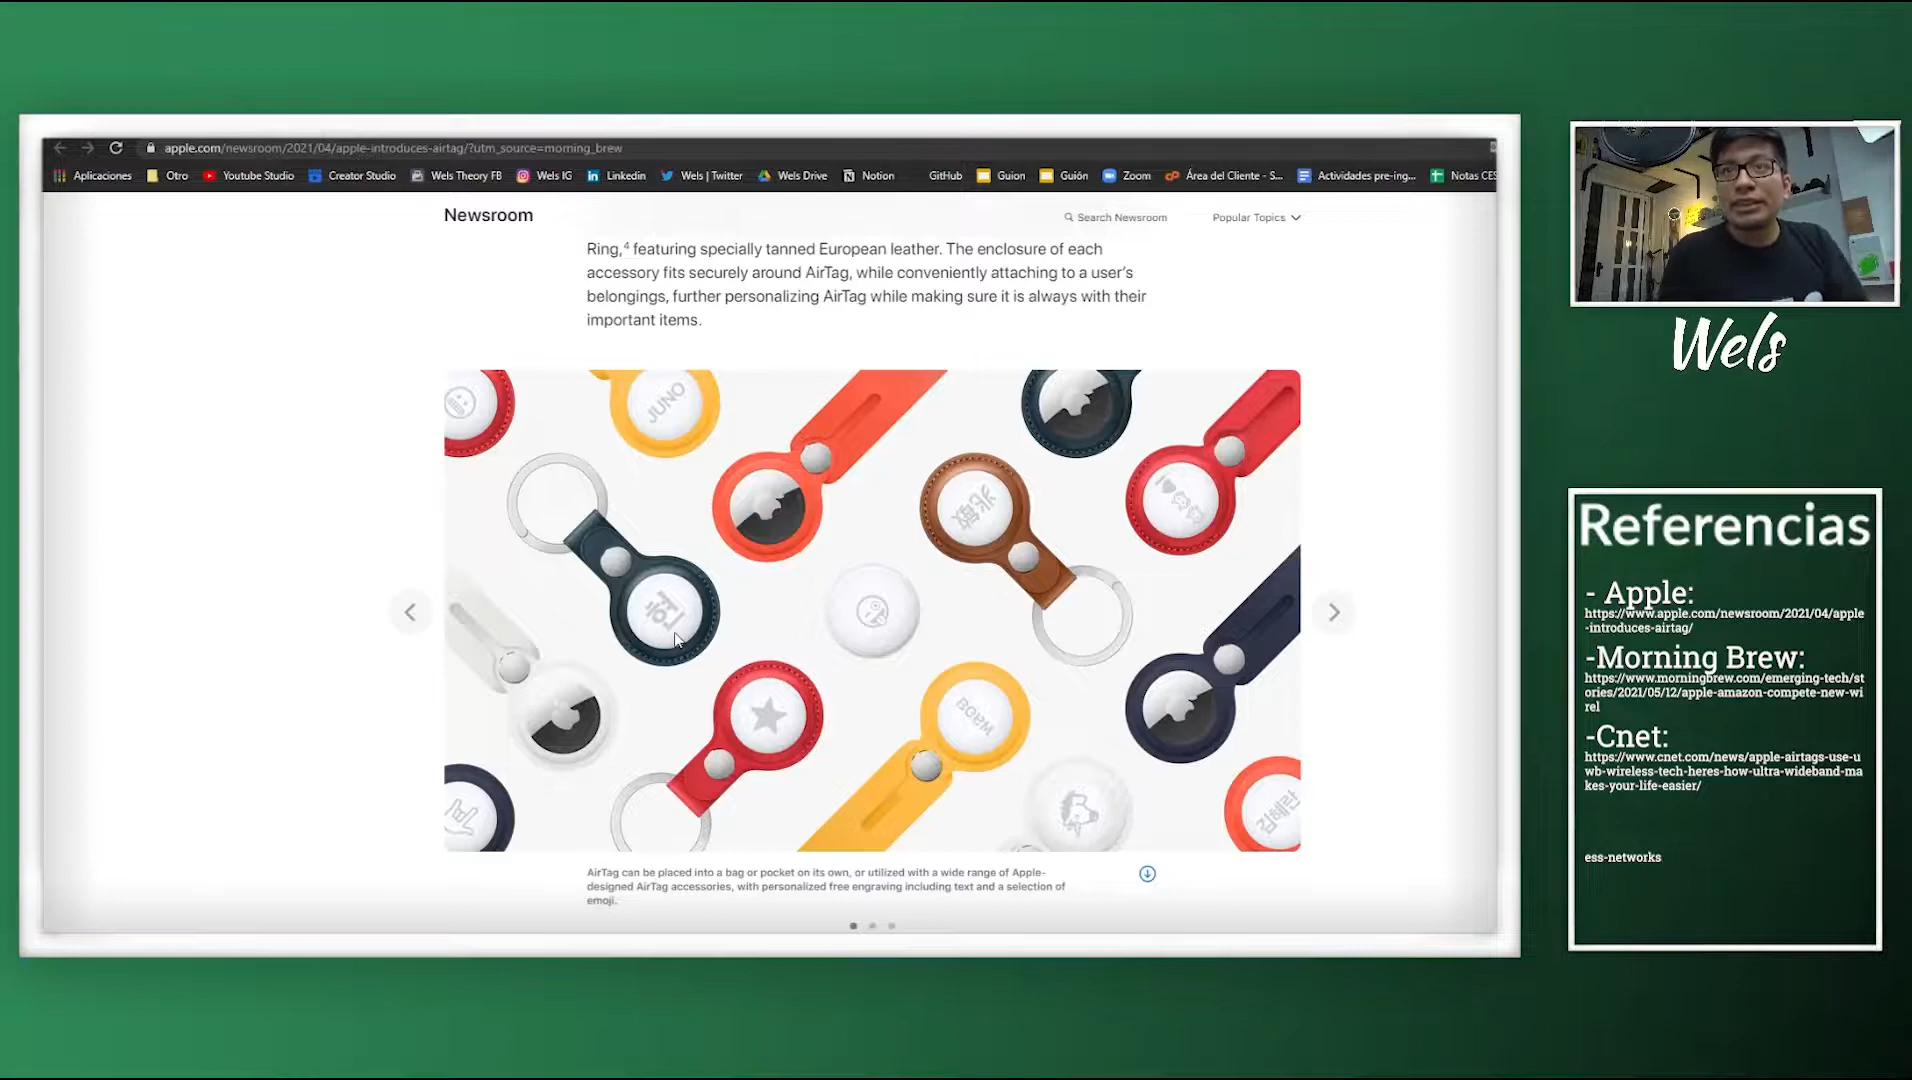 apple.com/newsroom/2021/04/apple-introduces-airtag/?utm_source=morning_brew
Aplicaciones Otro Youtube Studio Creator Studio Wels Theory FB Wels IG Linkedin Wels | Twitter Wels Drive Notion GitHub Guion Guión Zoom Área del Cliente - S... Actividades pre-ing... Notas CES
Newsroom
Search Newsroom
Popular Topics
Ring,⁴ featuring specially tanned European leather. The enclosure of each
accessory fits securely around AirTag, while conveniently attaching to a user’s
belongings, further personalizing AirTag while making sure it is always with their
important items.
JUNO
BGaW
김혜란
AirTag can be placed into a bag or pocket on its own, or utilized with a wide range of Apple-
designed AirTag accessories, with personalized free engraving including text and a selection of
emoji.
Wels
Referencias
- Apple:
https://www.apple.com/newsroom/2021/04/apple
-introduces-airtag/
-Morning Brew:
https://www.morningbrew.com/emerging-tech/st
ories/2021/05/12/apple-amazon-compete-new-wi
rel
-Cnet:
https://www.cnet.com/news/apple-airtags-use-u
wb-wireless-tech-heres-how-ultra-wideband-ma
kes-your-life-easier/
ess-networks